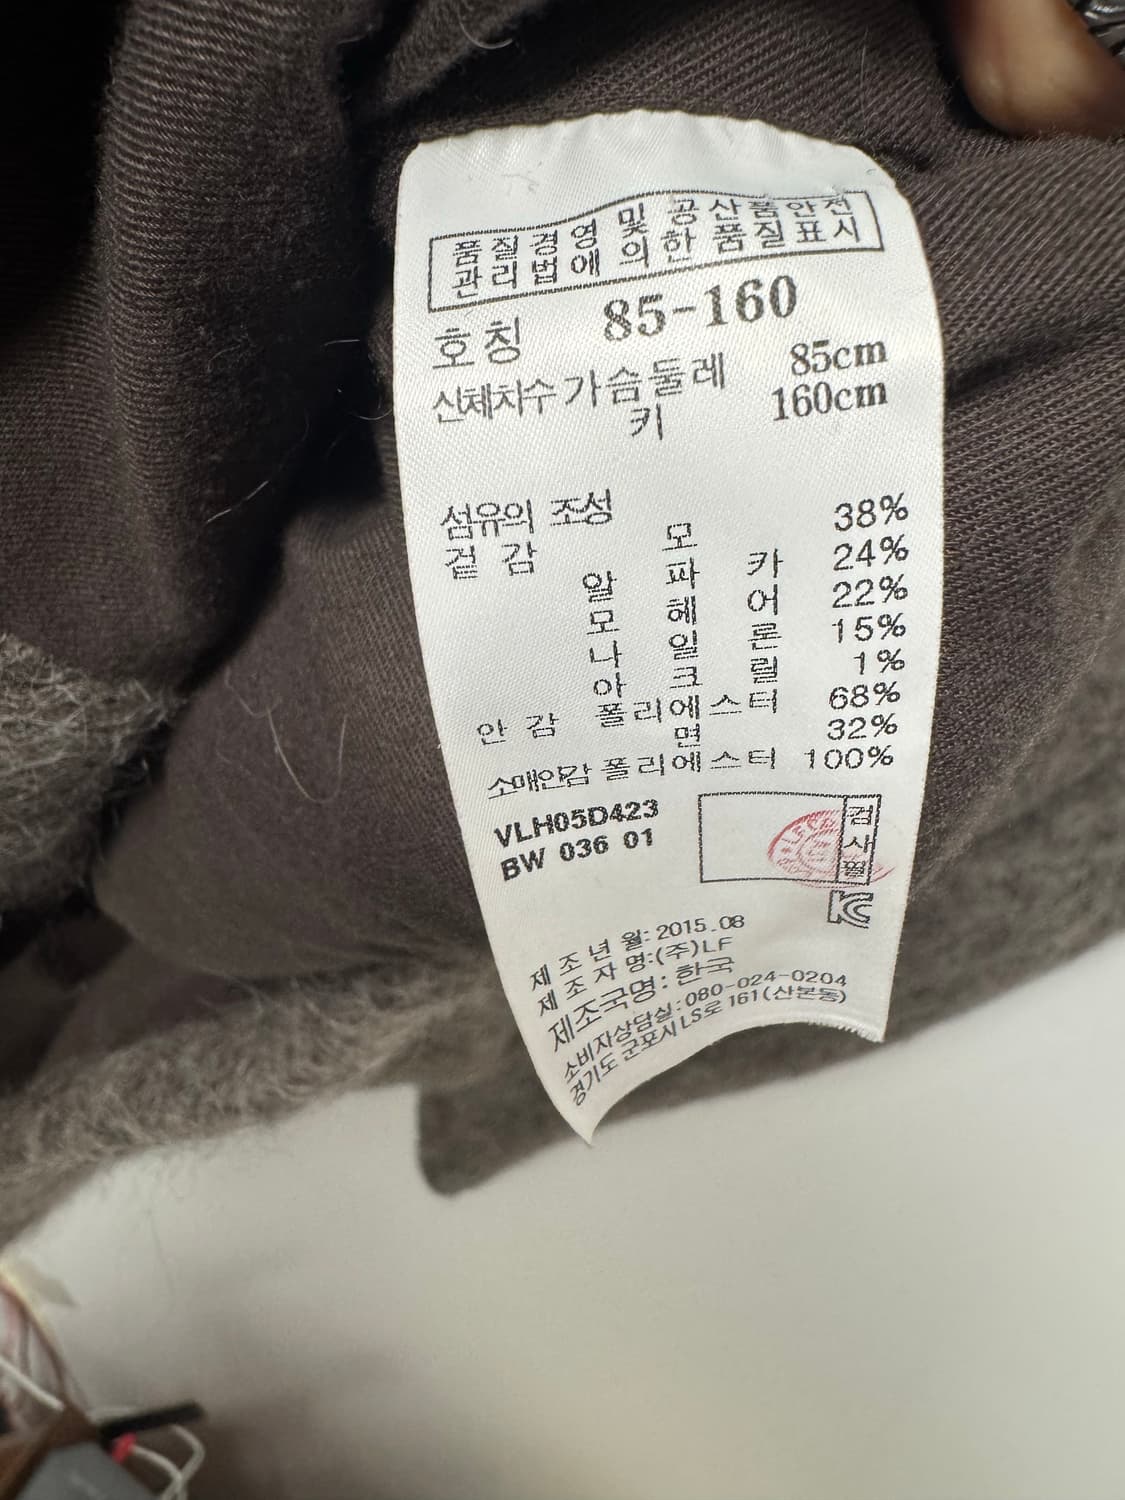 품질경영 및 공산품안전
관리법에 의한 품질표시
호칭 85-160
신체치수 가슴둘레 85cm
키 160cm
섬유의 조성
겉감 모 38%
알파카 24%
모헤어 22%
나일론 15%
아크릴 1%
안감 폴리에스터 68%
면 32%
소매안감 폴리에스터 100%
VLH05D423
BW 036 01
검사필
KC
제조년월: 2015.08
제조자명:(주)LF
제조국명: 한국
소비자상담실: 080-024-0204
경기도 군포시 LS로 161(산본동)